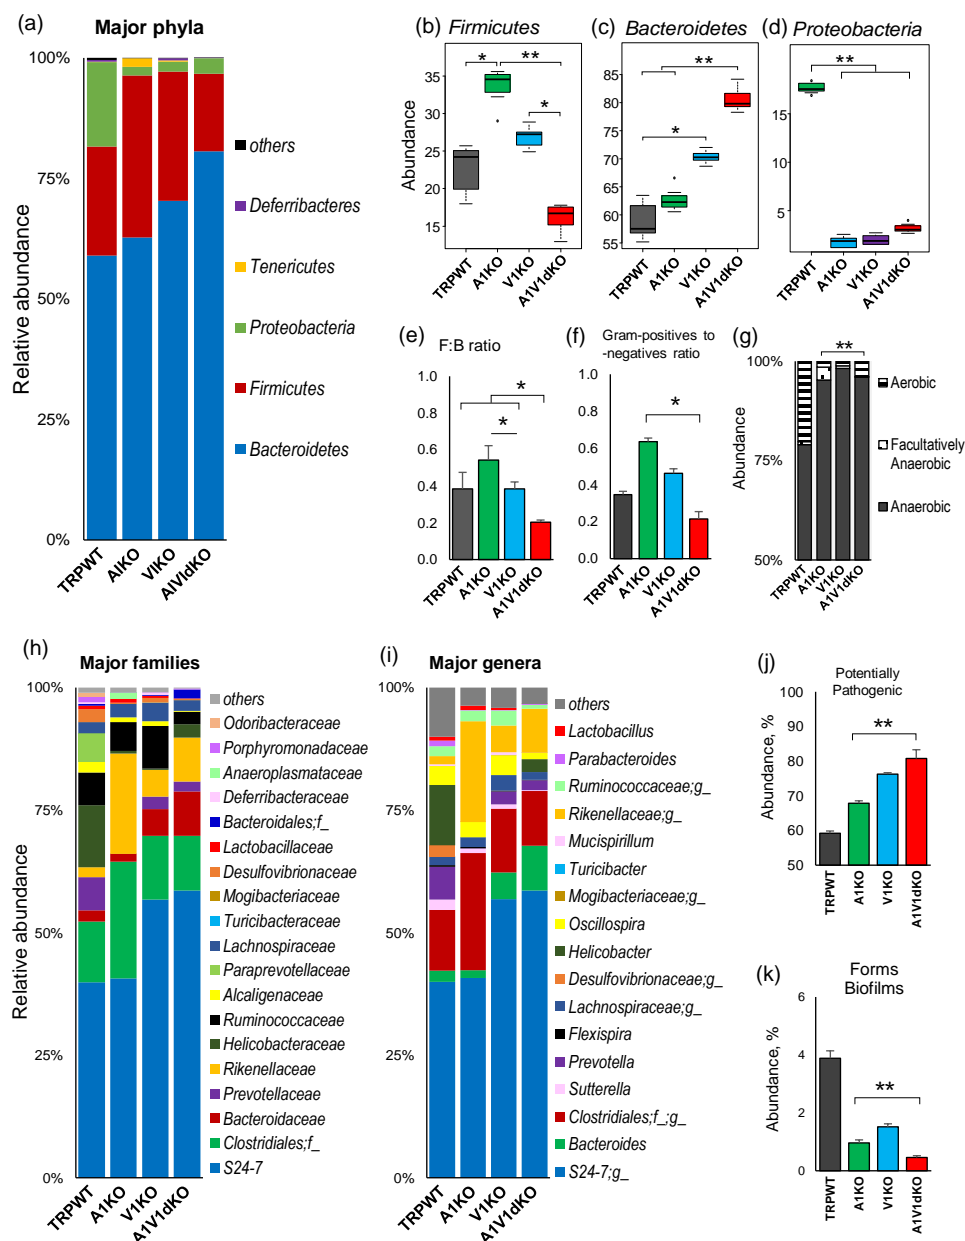 (a)
Major phyla
100%
75%
50%
25%
0%
Relative abundance
others
Deferribacteres
Tenericutes
Proteobacteria
Firmicutes
Bacteroidetes
TRPWT
AIKO
VIKO
AIVIdKO
(b) Firmicutes
Abundance
35
25
20
15
*
**
*
TRPWT
A1KO
V1KO
A1V1dKO
(c) Bacteroidetes
85
80
70
65
60
55
**
*
TRPWT
A1KO
V1KO
A1V1dKO
(d) Proteobacteria
15
10
5
**
TRPWT
A1KO
V1KO
A1V1dKO
(e)
F:B ratio
1.0
0.8
0.6
0.4
0.2
0.0
*
*
TRPWT
A1KO
V1KO
A1V1dKO
(f)
Gram-positives to
-negatives ratio
1.0
0.8
0.6
0.4
0.2
0.0
*
TRPWT
A1KO
V1KO
A1V1dKO
(g)
**
100%
75%
50%
Abundance
Aerobic
Facultatively
Anaerobic
Anaerobic
TRPWT
A1KO
V1KO
A1V1dKO
(h)
Major families
100%
75%
50%
25%
0%
Relative abundance
others
Odoribacteraceae
Porphyromonadaceae
Anaeroplasmataceae
Deferribacteraceae
Bacteroidales;f_
Lactobacillaceae
Desulfovibrionaceae
Mogibacteriaceae
Turicibacteraceae
Lachnospiraceae
Paraprevotellaceae
Alcaligenaceae
Ruminococcaceae
Helicobacteraceae
Rikenellaceae
Prevotellaceae
Bacteroidaceae
Clostridiales;f_
S24-7
TRPWT
A1KO
V1KO
A1V1dKO
(i)
Major genera
100%
75%
50%
25%
0%
others
Lactobacillus
Parabacteroides
Ruminococcaceae;g_
Rikenellaceae;g_
Mucispirillum
Turicibacter
Mogibacteriaceae;g_
Oscillospira
Helicobacter
Desulfovibrionaceae;g_
Lachnospiraceae;g_
Flexispira
Prevotella
Sutterella
Clostridiales;f_;g_
Bacteroides
S24-7;g_
TRPWT
A1KO
V1KO
A1V1dKO
(j)
Potentially
Pathogenic
Abundance, %
100
90
80
70
60
50
**
TRPWT
A1KO
V1KO
A1V1dKO
(k)
Forms
Biofilms
Abundance, %
6
4
2
0
**
TRPWT
A1KO
V1KO
A1V1dKO